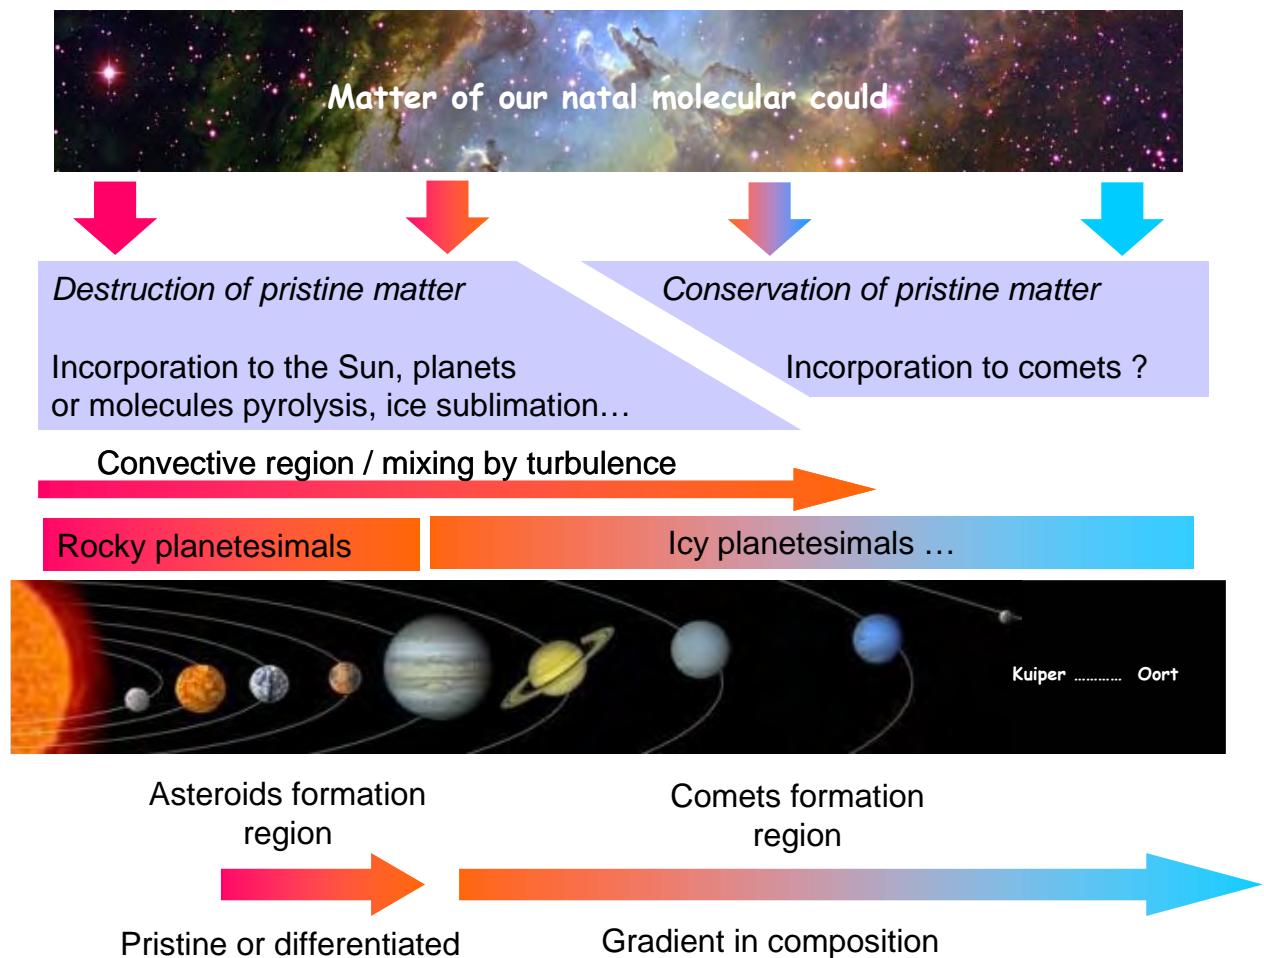 Matter of our natal molecular could
Destruction of pristine matter
Conservation of pristine matter
Incorporation to the Sun, planets
or molecules pyrolysis, ice sublimation…
Incorporation to comets ?
Convective region / mixing by turbulence
Rocky planetesimals
Icy planetesimals …
Kuiper ………… Oort
Asteroids formation
region
Comets formation
region
Pristine or differentiated
Gradient in composition